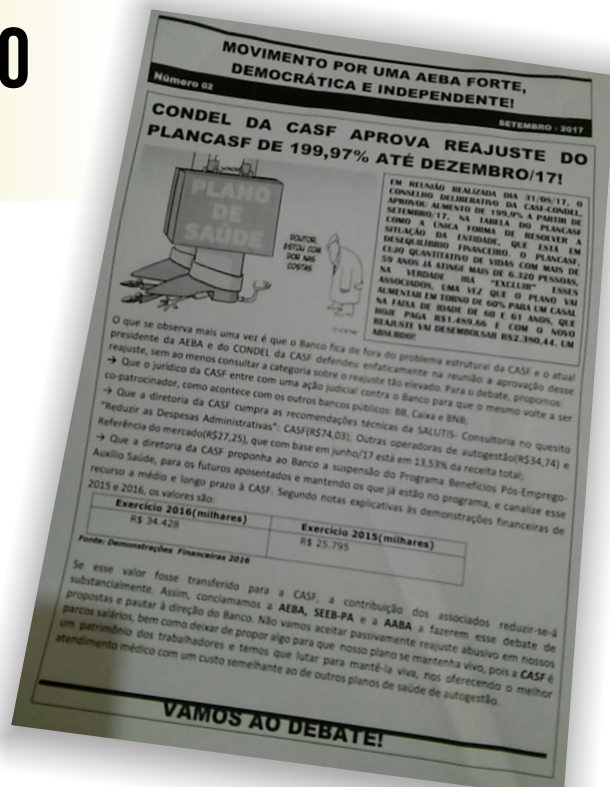 0
MOVIMENTO POR UMA AEBA FORTE,
DEMOCRÁTICA E INDEPENDENTE!
Número 02
SETEMBRO - 2017
CONDEL DA CASF APROVA REAJUSTE DO
PLANCASF DE 199,97% ATÉ DEZEMBRO/17!
PLANO
DE
SAÚDE
DOUTOR,
ESTOU COM
DOR NAS
COSTAS
EM REUNIÃO REALIZADA DIA 31/08/17, O
CONSELHO DELIBERATIVO DA CASF-CONDEL,
APROVOU AUMENTO DE 199,9% A PARTIR DE
SETEMBRO/17, NA TABELA DO PLANCASF,
COMO A ÚNICA FORMA DE RESOLVER A
SITUAÇÃO DA ENTIDADE, QUE ESTÁ EM
DESEQUILÍBRIO FINANCEIRO. O PLANCASF,
CUJO QUANTITATIVO DE VIDAS COM MAIS DE
59 ANOS JÁ ATINGE MAIS DE 6.320 PESSOAS,
NA VERDADE IRÁ "EXCLUIR" ESSES
ASSOCIADOS, UMA VEZ QUE O PLANO VAI
AUMENTAR EM TORNO DE 60% PARA UM CASAL
NA FAIXA DE IDADE DE 60 E 61 ANOS, QUE
HOJE PAGA R$1.489,66 E COM O NOVO
REAJUSTE VAI DESEMBOLSAR R$2.380,44. UM
ABSURDO!
O que se observa mais uma vez é que o Banco fica de fora do problema estrutural da CASF e o atual
presidente da AEBA e do CONDEL da CASF defendeu enfaticamente na reunião a aprovação desse
reajuste, sem ao menos consultar a categoria sobre o reajuste tão elevado. Para o debate, propomos:
→ Que o jurídico da CASF entre com uma ação judicial contra o Banco para que o mesmo volte a ser
co-patrocinador, como acontece com os outros bancos públicos: BB, Caixa e BNB;
→ Que a diretoria da CASF cumpra as recomendações técnicas da SALUTIS- Consultoria no quesito
"Reduzir as Despesas Administrativas": CASF(R$74,03); Outras operadoras de autogestão(R$34,74) e
Referência do mercado(R$27,25), que com base em junho/17 está em 13,53% da receita total;
→ Que a diretoria da CASF proponha ao Banco a suspensão do Programa Benefícios Pós-Emprego-
Auxílio Saúde, para os futuros aposentados e mantendo os que já estão no programa, e canalize esse
recurso a médio e longo prazo à CASF. Segundo notas explicativas às demonstrações financeiras de
2015 e 2016, os valores são:
Exercício 2016(milhares) Exercício 2015(milhares)
R$ 34.428 R$ 25.795
Fonte: Demonstrações Financeiras 2016
Se esse valor fosse transferido para a CASF, a contribuição dos associados reduzir-se-á
substancialmente. Assim, conclamamos a AEBA, SEEB-PA e a AABA a fazerem esse debate de
propostas e pautar à direção do Banco. Não vamos aceitar passivamente reajuste abusivo em nossos
parcos salários, bem como deixar de propor algo para que nosso plano se mantenha vivo, pois a CASF é
um patrimônio dos trabalhadores e temos que lutar para mantê-la viva, nos oferecendo o melhor
atendimento médico com um custo semelhante ao de outros planos de saúde de autogestão.
VAMOS AO DEBATE!